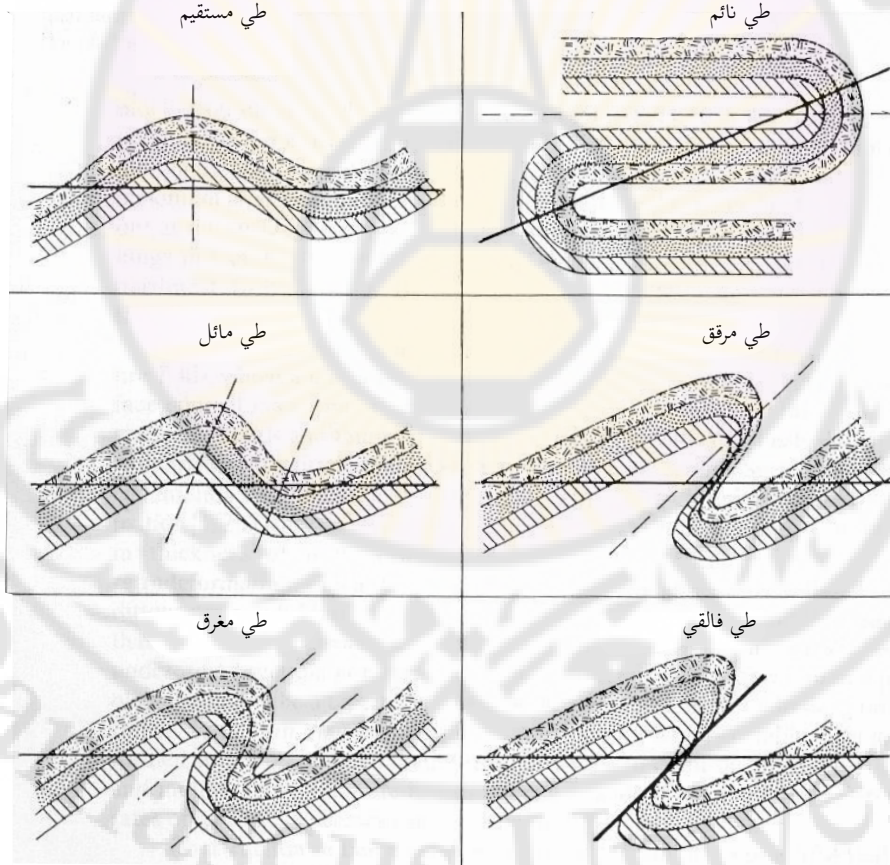 طي مستقيم
طي نائم
طي مائل
طي مرقق
طي مغرق
طي فالقي